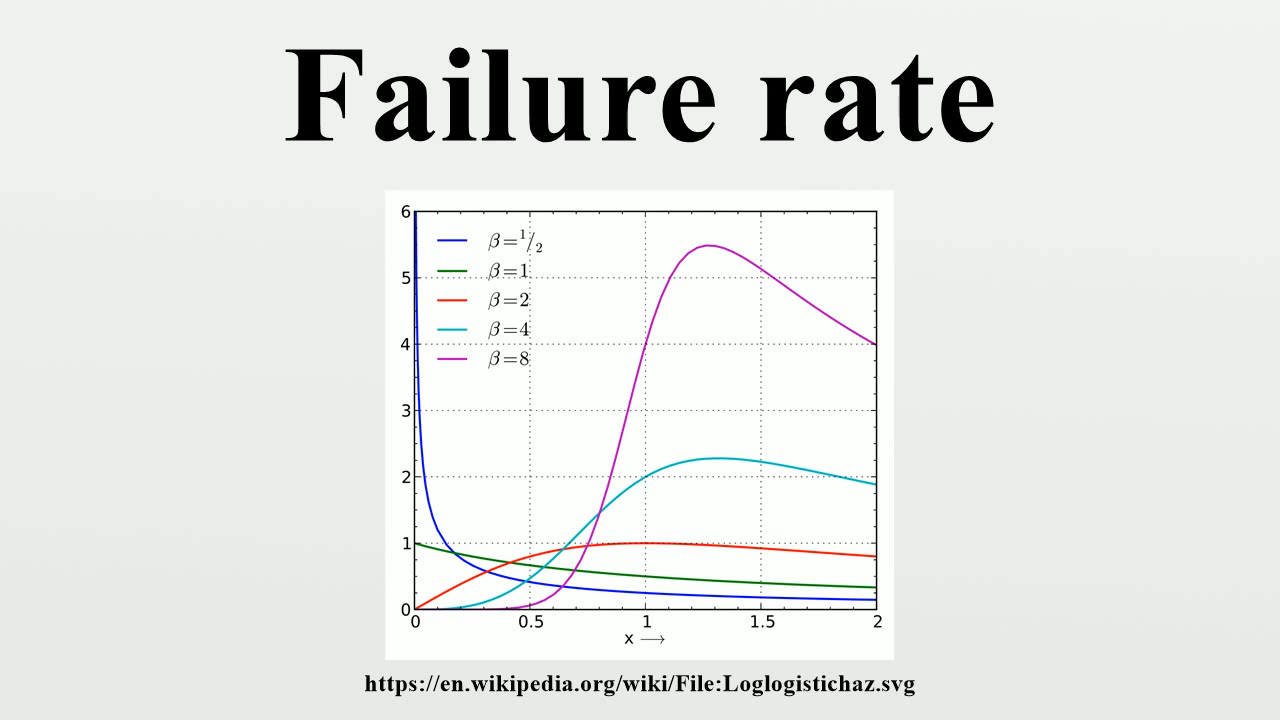 Failure rate
6
β=1/2
β=1
5
β=2
β=4
4
β=8
3
2
1
0
0 0.5 1 1.5 2
x →
https://en.wikipedia.org/wiki/File:Loglogistichaz.svg